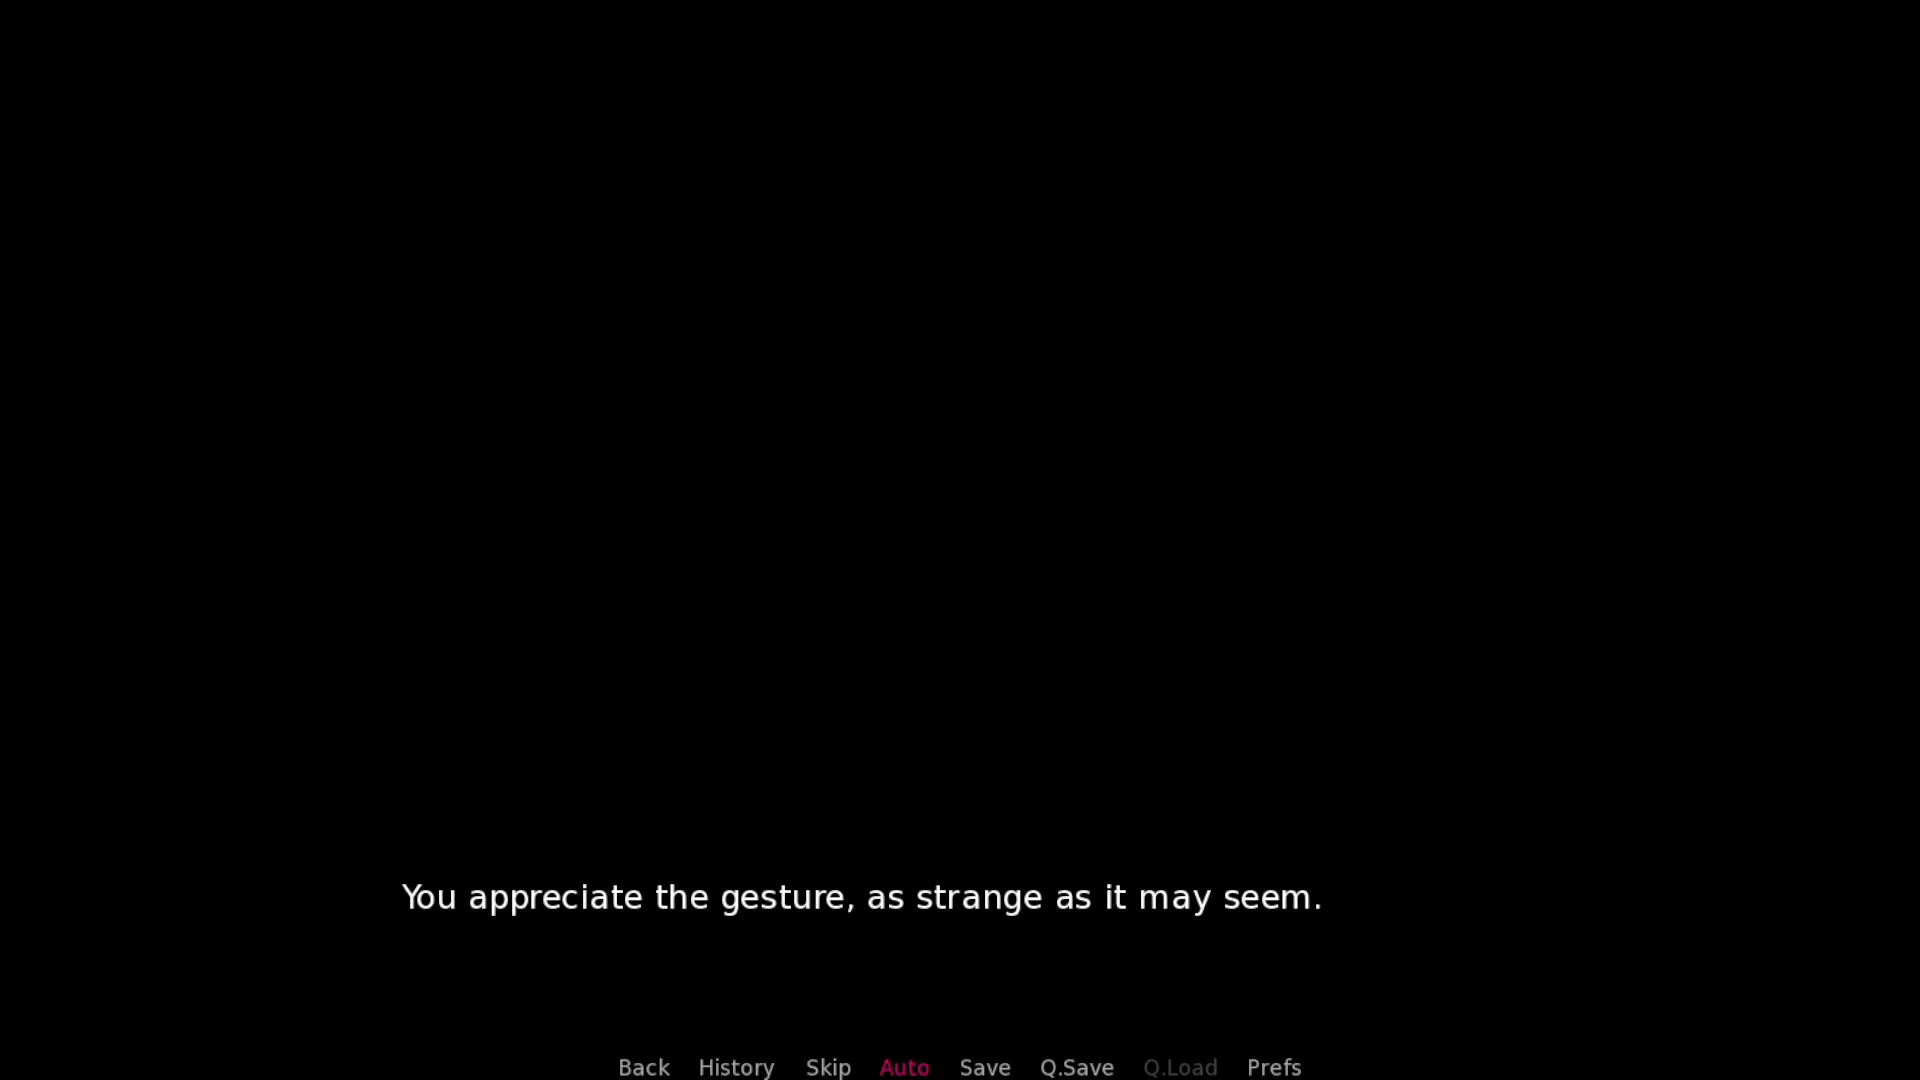 You appreciate the gesture, as strange as it may seem.
Back History Skip Auto Save Q.Save Q.Load Prefs